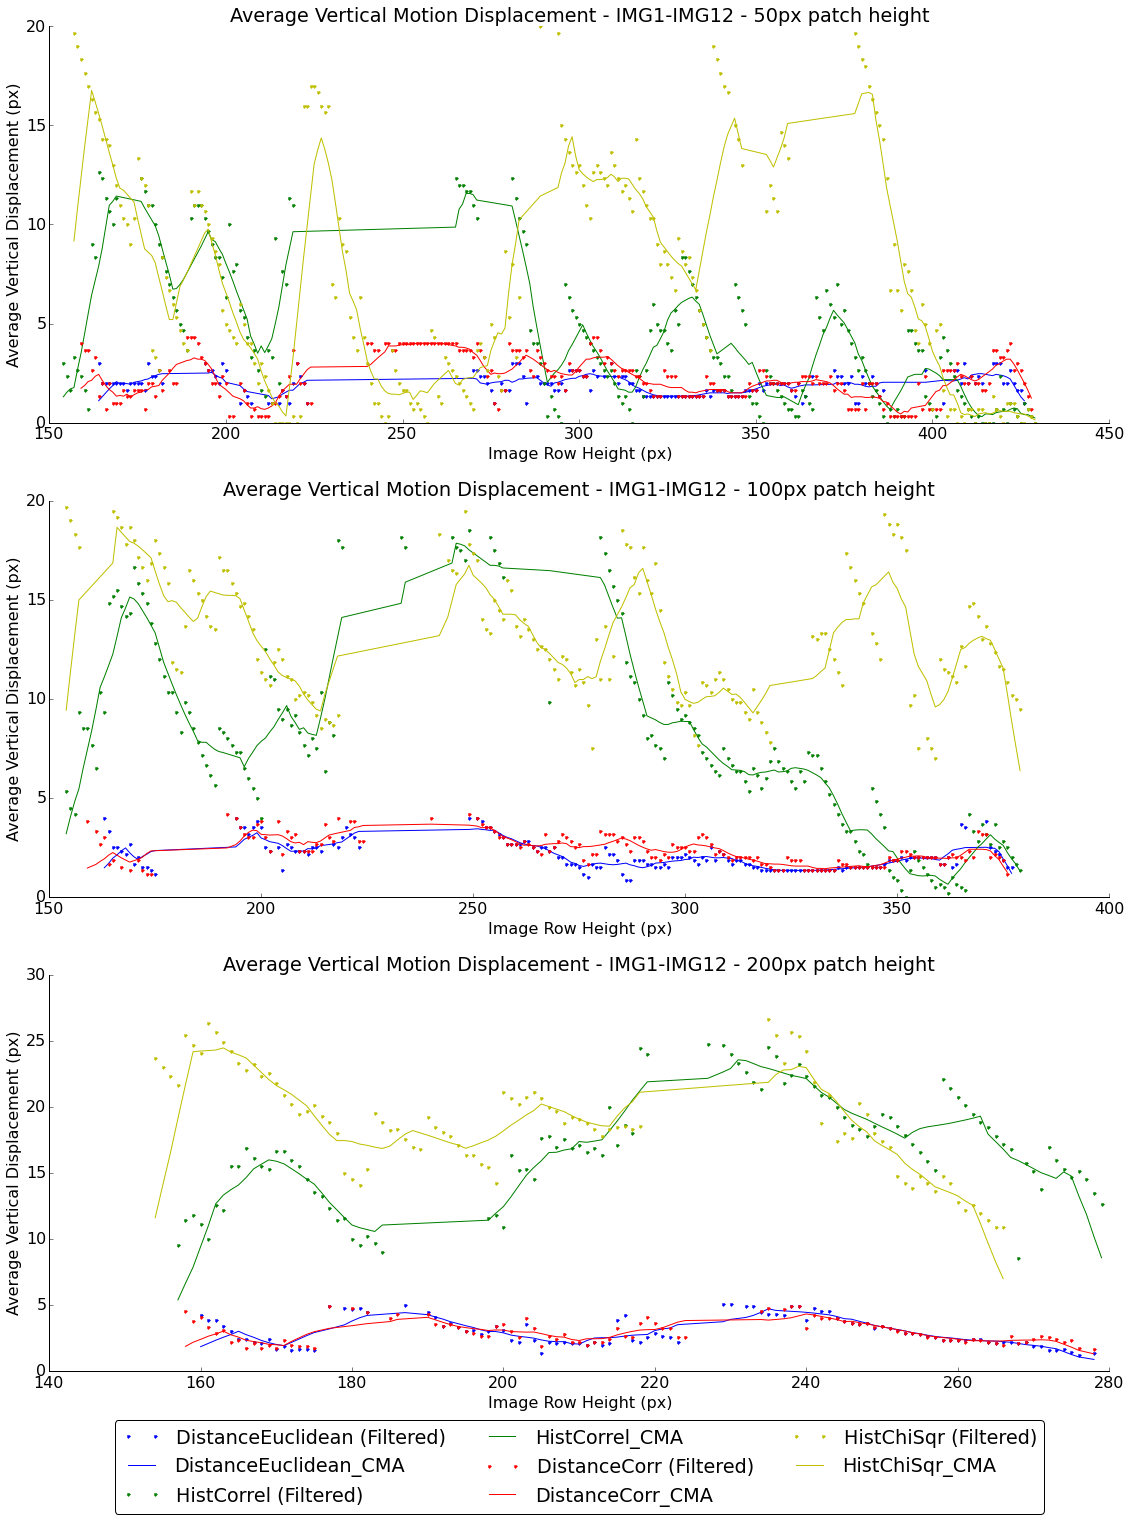 Average Vertical Motion Displacement - IMG1-IMG12 - 50px patch height
20
15
10
5
0
Average Vertical Displacement (px)
150 200 250 300 350 400 450
Image Row Height (px)
Average Vertical Motion Displacement - IMG1-IMG12 - 100px patch height
20
15
10
5
0
Average Vertical Displacement (px)
150 200 250 300 350 400
Image Row Height (px)
Average Vertical Motion Displacement - IMG1-IMG12 - 200px patch height
30
25
20
15
10
5
0
Average Vertical Displacement (px)
140 160 180 200 220 240 260 280
Image Row Height (px)
DistanceEuclidean (Filtered) HistCorrel_CMA HistChiSqr (Filtered)
DistanceEuclidean_CMA DistanceCorr (Filtered) HistChiSqr_CMA
HistCorrel (Filtered) DistanceCorr_CMA